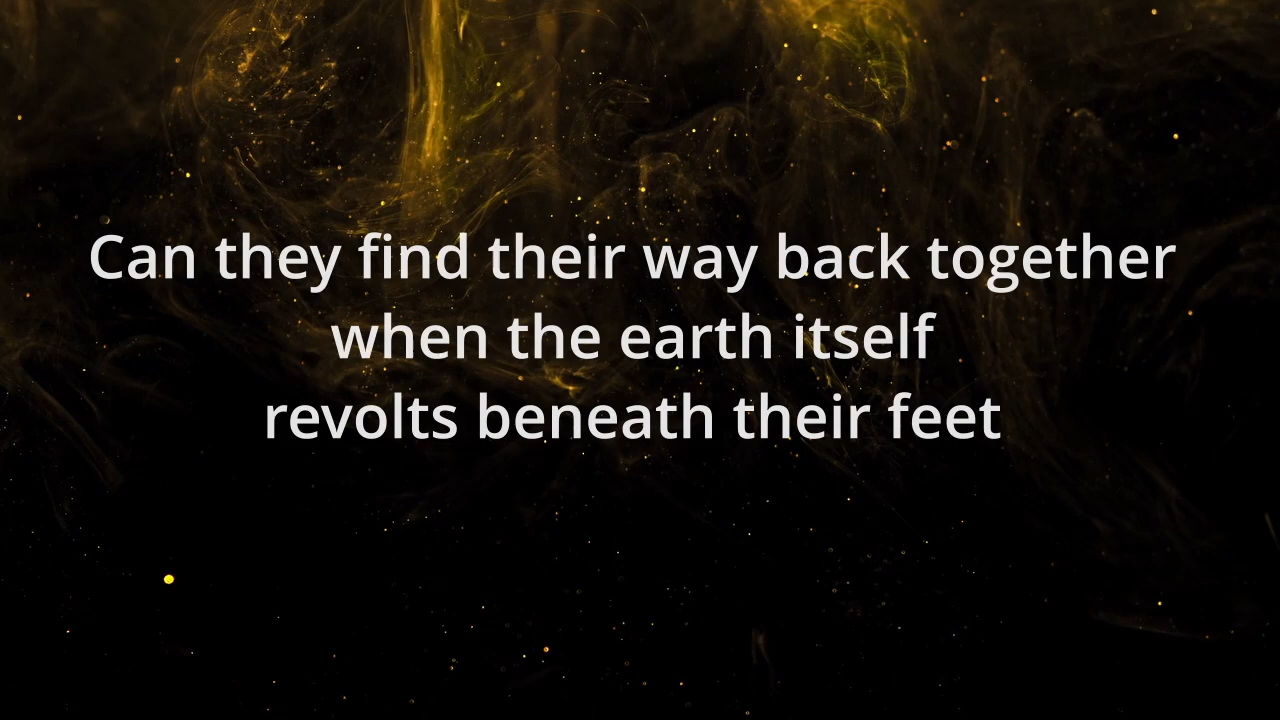 Can they find their way back together
when the earth itself
revolts beneath their feet